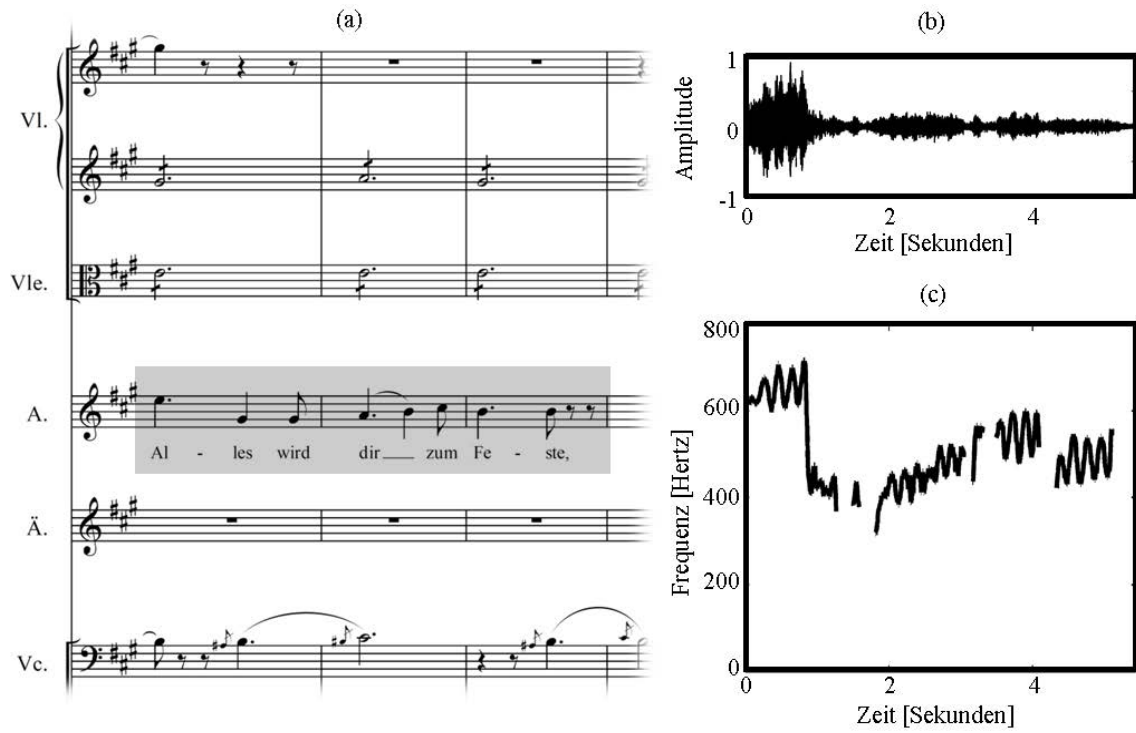 (a)
Vl.
Vle.
A.
Al - les wird dir zum Fe - ste,
Ä.
Vc.
(b)
Amplitude
1
0
-1
0 2 4
Zeit [Sekunden]
(c)
Frequenz [Hertz]
800
600
400
200
0
0 2 4
Zeit [Sekunden]